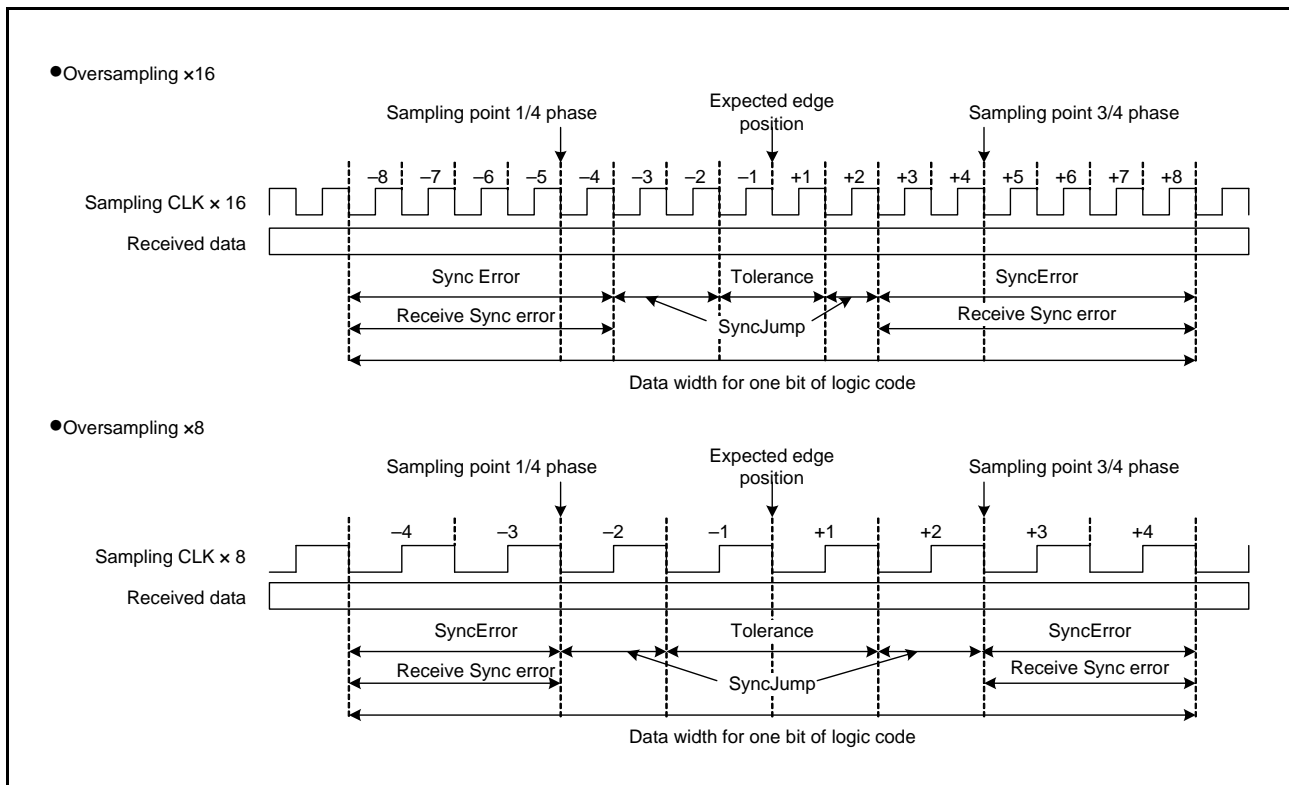 ●Oversampling ×16
Sampling point 1/4 phase
Expected edge
position
Sampling point 3/4 phase
–8 –7 –6 –5 –4 –3 –2 –1 +1 +2 +3 +4 +5 +6 +7 +8
Sampling CLK × 16
Received data
Sync Error
Tolerance
SyncError
Receive Sync error
SyncJump
Receive Sync error
Data width for one bit of logic code
●Oversampling ×8
Sampling point 1/4 phase
Expected edge
position
Sampling point 3/4 phase
–4 –3 –2 –1 +1 +2 +3 +4
Sampling CLK × 8
Received data
SyncError
Tolerance
SyncError
Receive Sync error
SyncJump
Receive Sync error
Data width for one bit of logic code